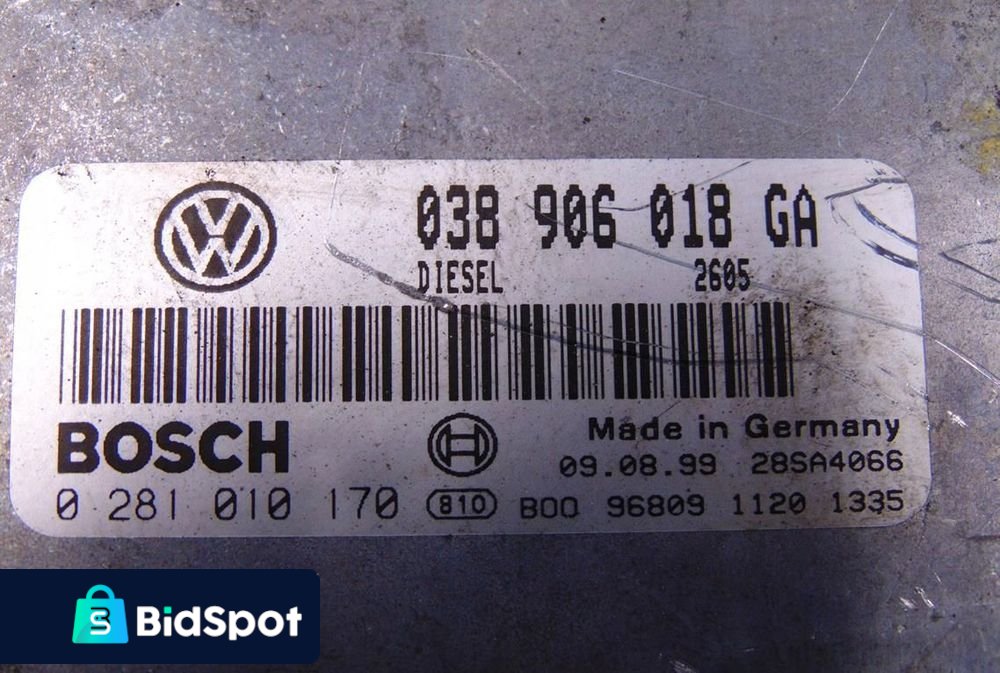 038 906 018 GA
DIESEL 2605
BOSCH
Made in Germany
09.08.99 28SA4066
0 281 010 170 810 B00 96809 1120 1335
BidSpot